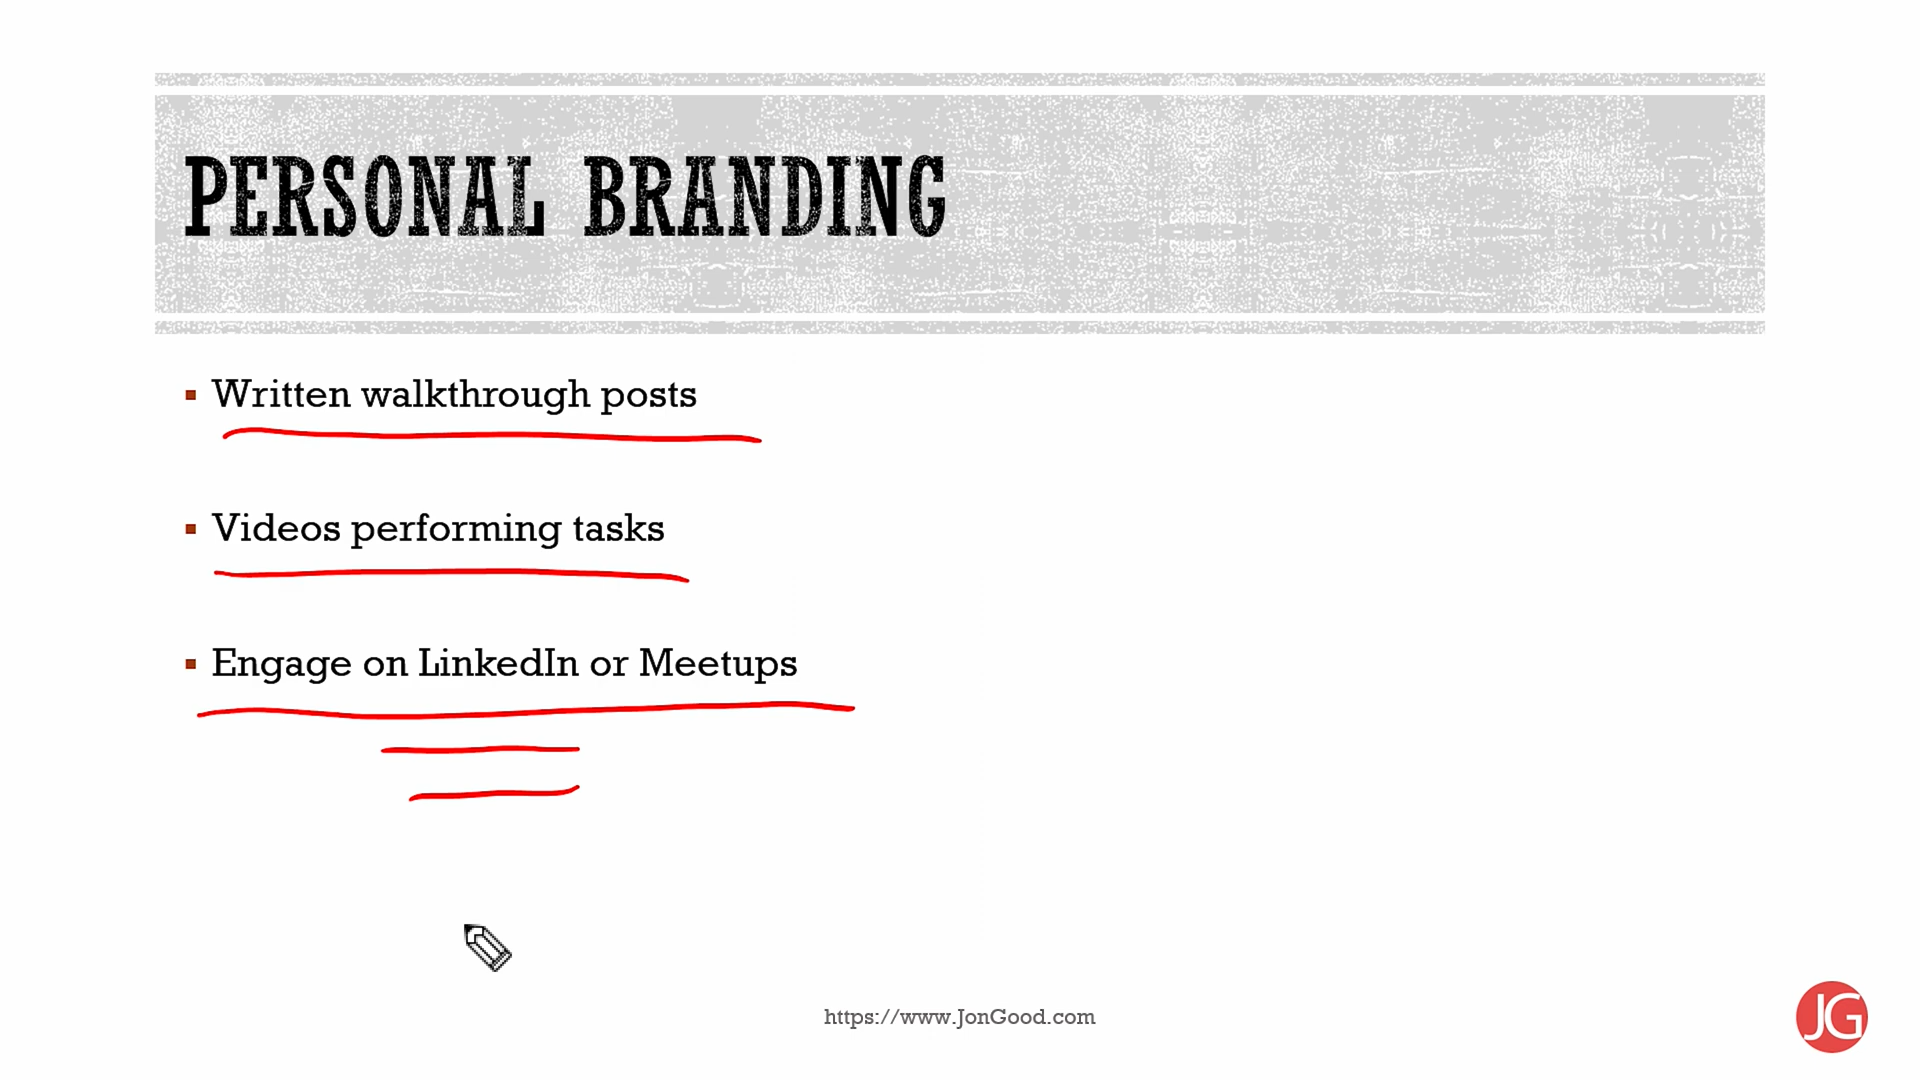 PERSONAL BRANDING
Written walkthrough posts
Videos performing tasks
Engage on LinkedIn or Meetups
https://www.JonGood.com
JG